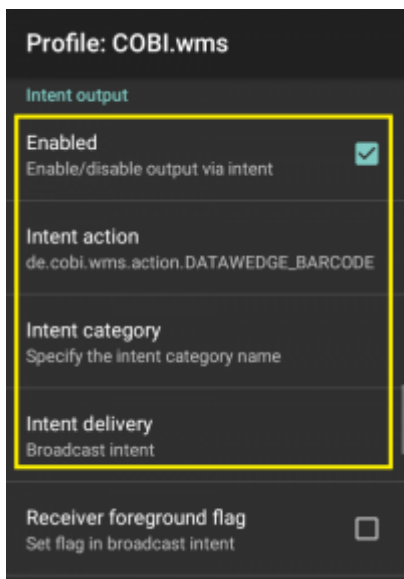 Profile: COBI.wms
Intent output
Enabled
Enable/disable output via intent
Intent action
de.cobi.wms.action.DATAWEDGE_BARCODE
Intent category
Specify the intent category name
Intent delivery
Broadcast intent
Receiver foreground flag
Set flag in broadcast intent